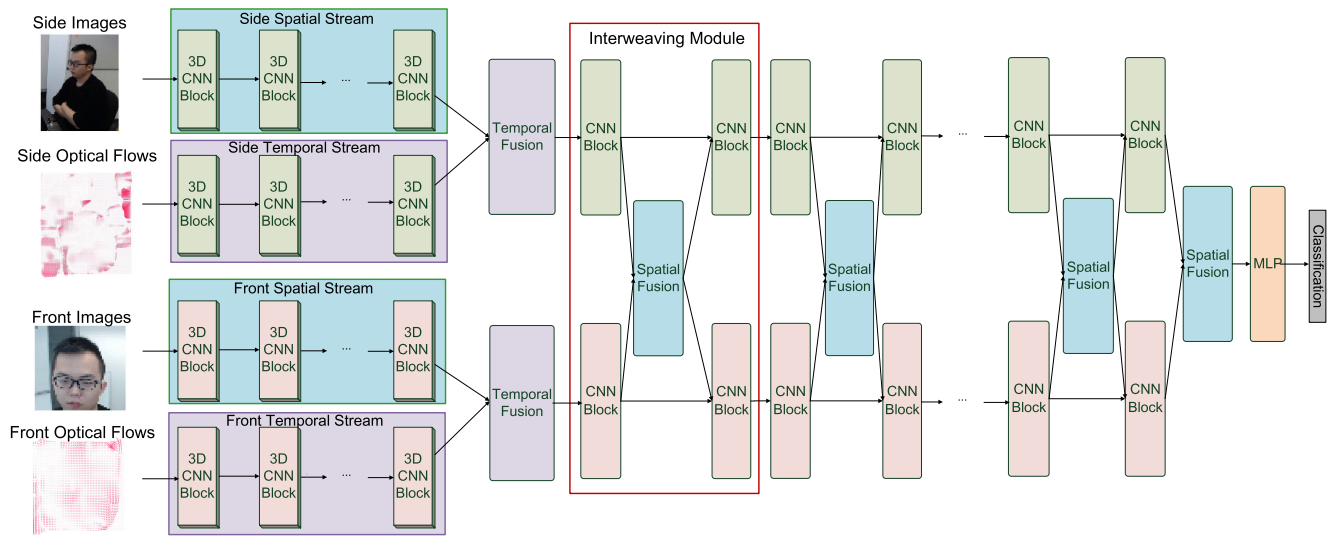 Side Images
Side Spatial Stream
3D
CNN
Block
3D
CNN
Block
...
3D
CNN
Block
Side Optical Flows
Side Temporal Stream
3D
CNN
Block
3D
CNN
Block
...
3D
CNN
Block
Front Images
Front Spatial Stream
3D
CNN
Block
3D
CNN
Block
...
3D
CNN
Block
Front Optical Flows
Front Temporal Stream
3D
CNN
Block
3D
CNN
Block
...
3D
CNN
Block
Temporal
Fusion
Temporal
Fusion
Interweaving Module
CNN
Block
CNN
Block
Spatial
Fusion
CNN
Block
CNN
Block
CNN
Block
CNN
Block
Spatial
Fusion
CNN
Block
CNN
Block
...
...
CNN
Block
CNN
Block
Spatial
Fusion
CNN
Block
CNN
Block
Spatial
Fusion
MLP
Classification